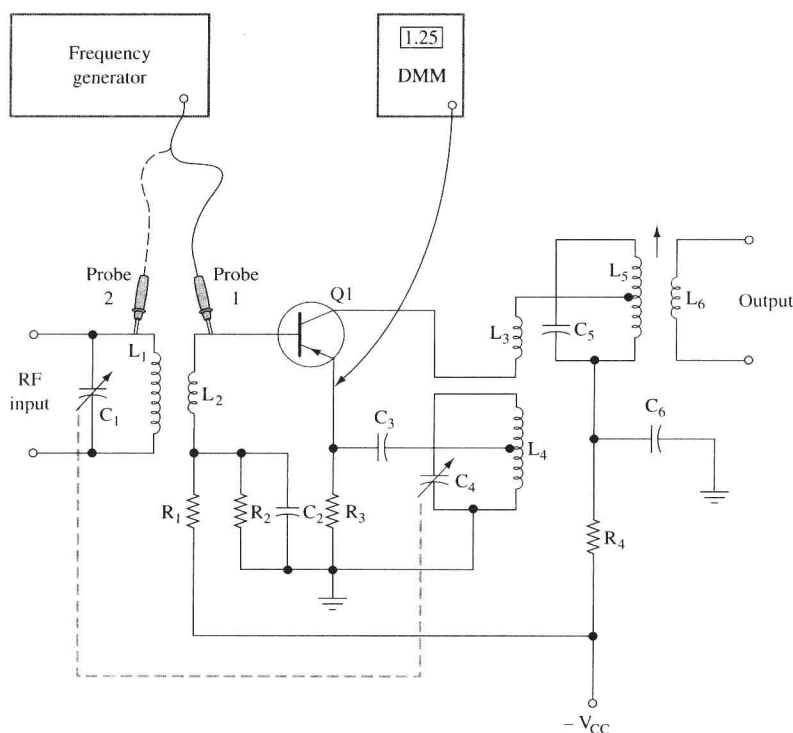 Frequency
generator
1.25
DMM
Probe
2
Probe
1
Q1
L5
L6
Output
L3
C5
L1
RF
input
C1
L2
C3
C6
L4
C4
R1
R2
C2
R3
R4
– VCC